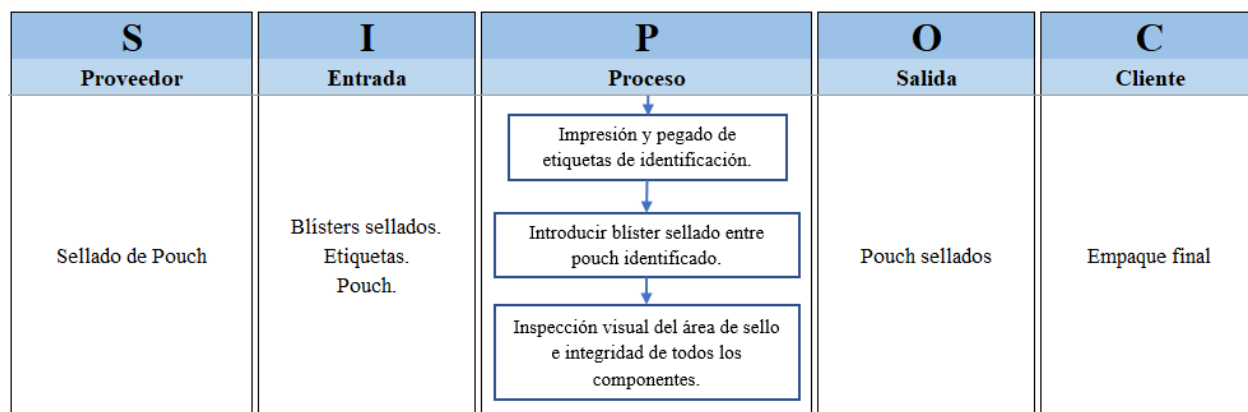 S
I
P
O
C
Proveedor
Entrada
Proceso
Salida
Cliente
Sellado de Pouch
Blísters sellados.
Etiquetas.
Pouch.
Impresión y pegado de
etiquetas de identificación.
Introducir blíster sellado entre
pouch identificado.
Inspección visual del área de sello
e integridad de todos los
componentes.
Pouch sellados
Empaque final